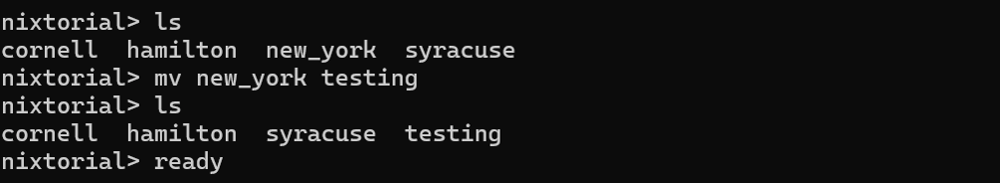 nixtorial> ls
cornell  hamilton  new_york  syracuse
nixtorial> mv new_york testing
nixtorial> ls
cornell  hamilton  syracuse  testing
nixtorial> ready